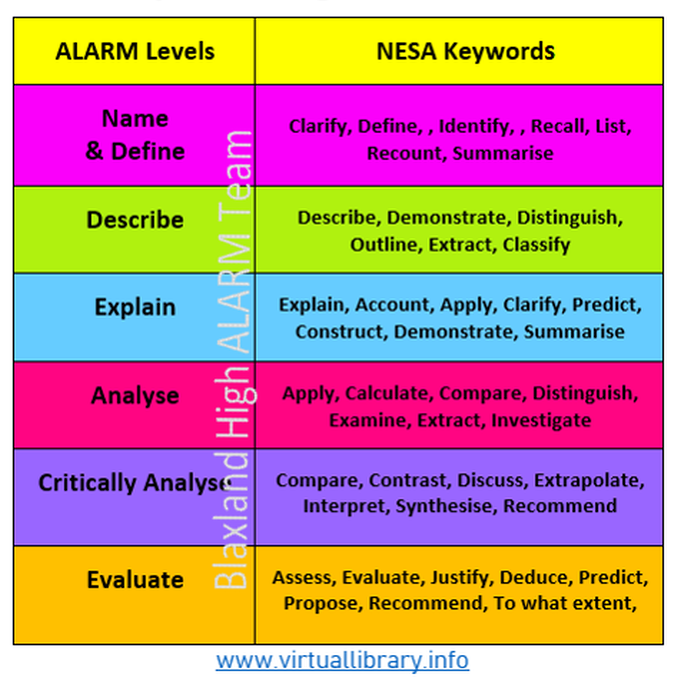 ALARM Levels
NESA Keywords
Name
& Define
Clarify, Define, , Identify, , Recall, List,
Recount, Summarise
Describe
Describe, Demonstrate, Distinguish,
Outline, Extract, Classify
Explain
Explain, Account, Apply, Clarify, Predict,
Construct, Demonstrate, Summarise
Analyse
Apply, Calculate, Compare, Distinguish,
Examine, Extract, Investigate
Critically Analyse
Compare, Contrast, Discuss, Extrapolate,
Interpret, Synthesise, Recommend
Evaluate
Assess, Evaluate, Justify, Deduce, Predict,
Propose, Recommend, To what extent,
Blaxland High ALARM Team
www.virtuallibrary.info